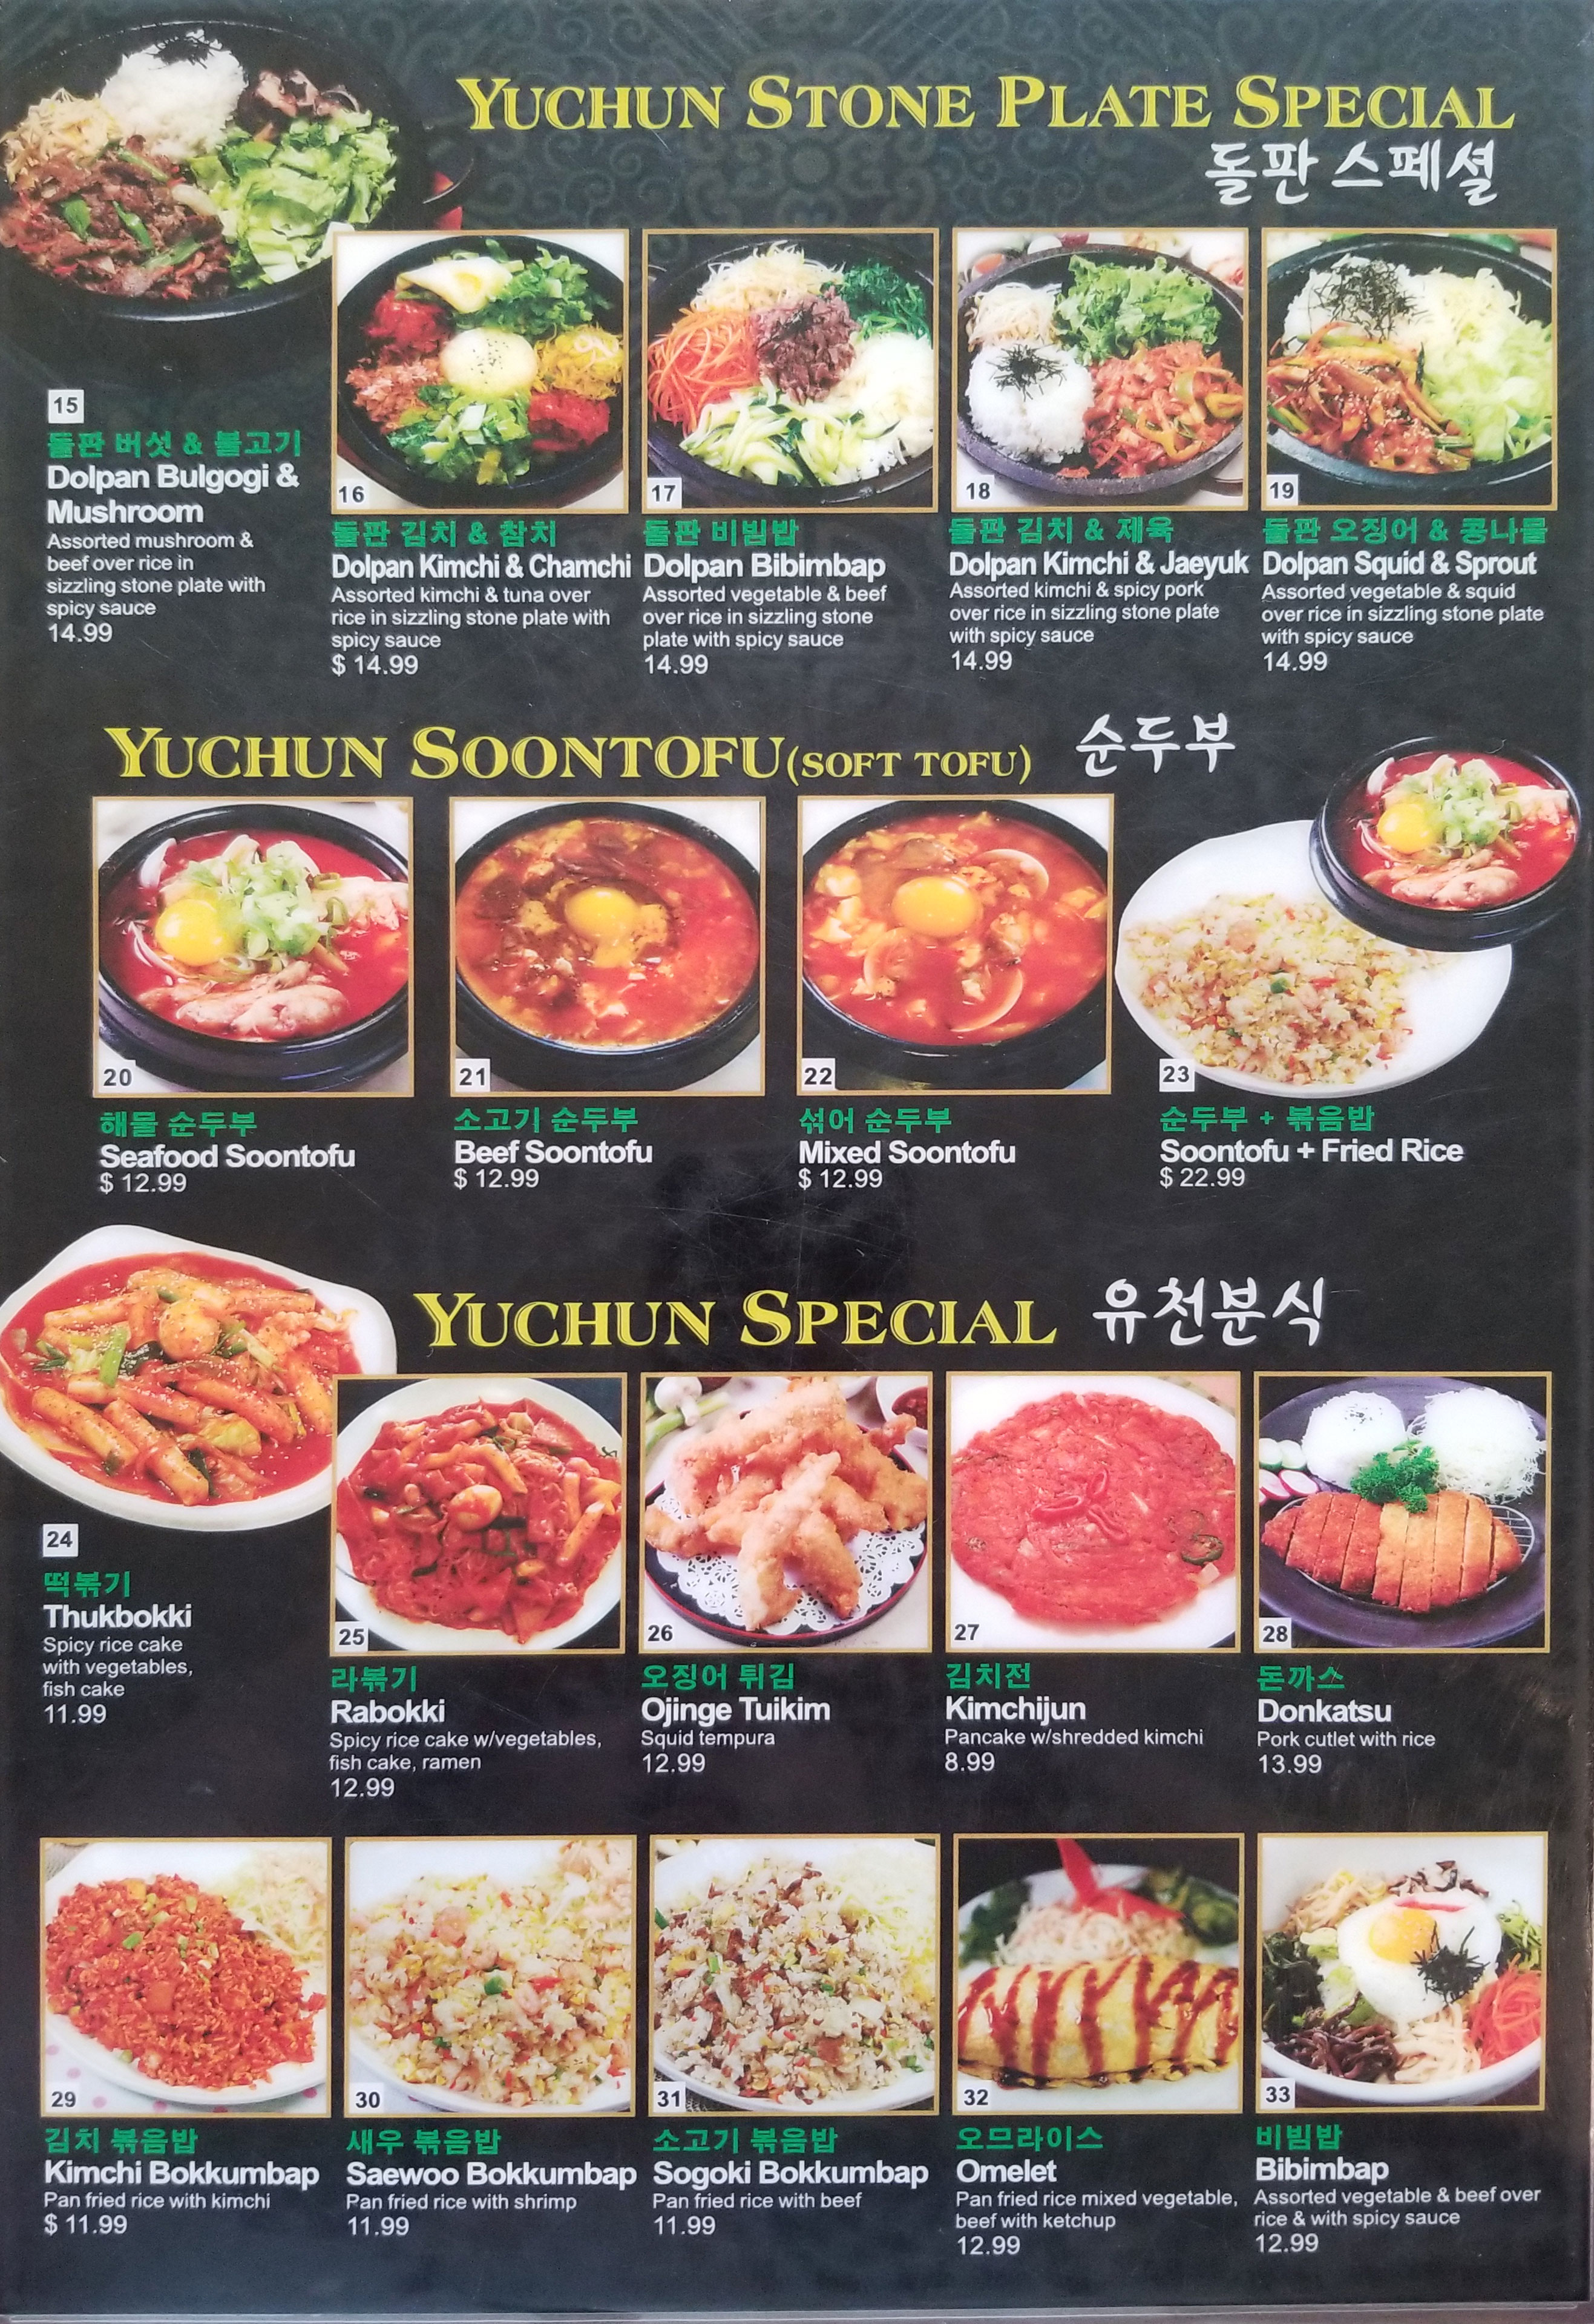 YUCHUN STONE PLATE SPECIAL
돌판 스페셜
15
돌판 버섯 & 불고기
Dolpan Bulgogi &
Mushroom
Assorted mushroom &
beef over rice in
sizzling stone plate with
spicy sauce
14.99
16
돌판 김치 & 참치
Dolpan Kimchi & Chamchi
Assorted kimchi & tuna over
rice in sizzling stone plate with
spicy sauce
$ 14.99
17
돌판 비빔밥
Dolpan Bibimbap
Assorted vegetable & beef
over rice in sizzling stone
plate with spicy sauce
14.99
18
돌판 김치 & 제육
Dolpan Kimchi & Jaeyuk
Assorted kimchi & spicy pork
over rice in sizzling stone plate
with spicy sauce
14.99
19
돌판 오징어 & 콩나물
Dolpan Squid & Sprout
Assorted vegetable & squid
over rice in sizzling stone plate
with spicy sauce
14.99
YUCHUN SOONTOFU(SOFT TOFU) 순두부
20
해물 순두부
Seafood Soontofu
$ 12.99
21
소고기 순두부
Beef Soontofu
$ 12.99
22
섞어 순두부
Mixed Soontofu
$ 12.99
23
순두부 + 볶음밥
Soontofu + Fried Rice
$ 22.99
YUCHUN SPECIAL 유천분식
24
떡볶기
Thukbokki
Spicy rice cake
with vegetables,
fish cake
11.99
25
라볶기
Rabokki
Spicy rice cake w/vegetables,
fish cake, ramen
12.99
26
오징어 튀김
Ojinge Tuikim
Squid tempura
12.99
27
김치전
Kimchijun
Pancake w/shredded kimchi
8.99
28
돈까스
Donkatsu
Pork cutlet with rice
13.99
29
김치 볶음밥
Kimchi Bokkumbap
Pan fried rice with kimchi
$ 11.99
30
새우 볶음밥
Saewoo Bokkumbap
Pan fried rice with shrimp
11.99
31
소고기 볶음밥
Sogoki Bokkumbap
Pan fried rice with beef
11.99
32
오므라이스
Omelet
Pan fried rice mixed vegetable,
beef with ketchup
12.99
33
비빔밥
Bibimbap
Assorted vegetable & beef over
rice & with spicy sauce
12.99